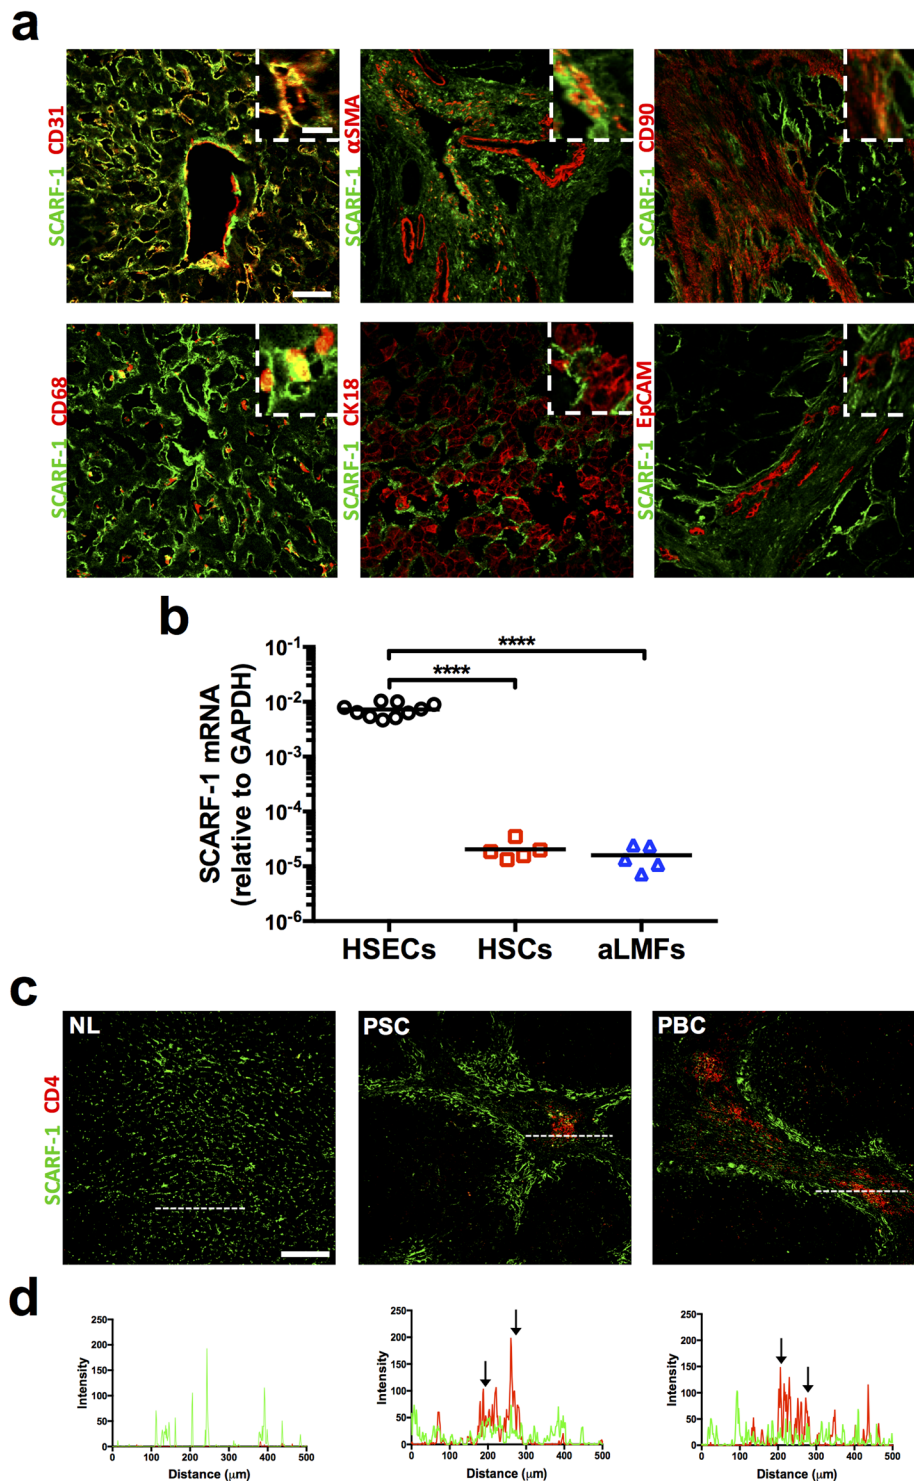 a
SCARF-1 CD31
SCARF-1 αSMA
SCARF-1 CD90
SCARF-1 CD68
SCARF-1 CK18
SCARF-1 EpCAM
b
SCARF-1 mRNA
(relative to GAPDH)
10⁻¹
10⁻²
10⁻³
10⁻⁴
10⁻⁵
10⁻⁶
****
****
HSECs HSCs aLMFs
c
SCARF-1 CD4
NL
PSC
PBC
d
Intensity
250
200
150
100
50
0
0 100 200 300 400 500
Distance (μm)
Intensity
250
200
150
100
50
0
0 100 200 300 400 500
Distance (μm)
Intensity
250
200
150
100
50
0
0 100 200 300 400 500
Distance (μm)